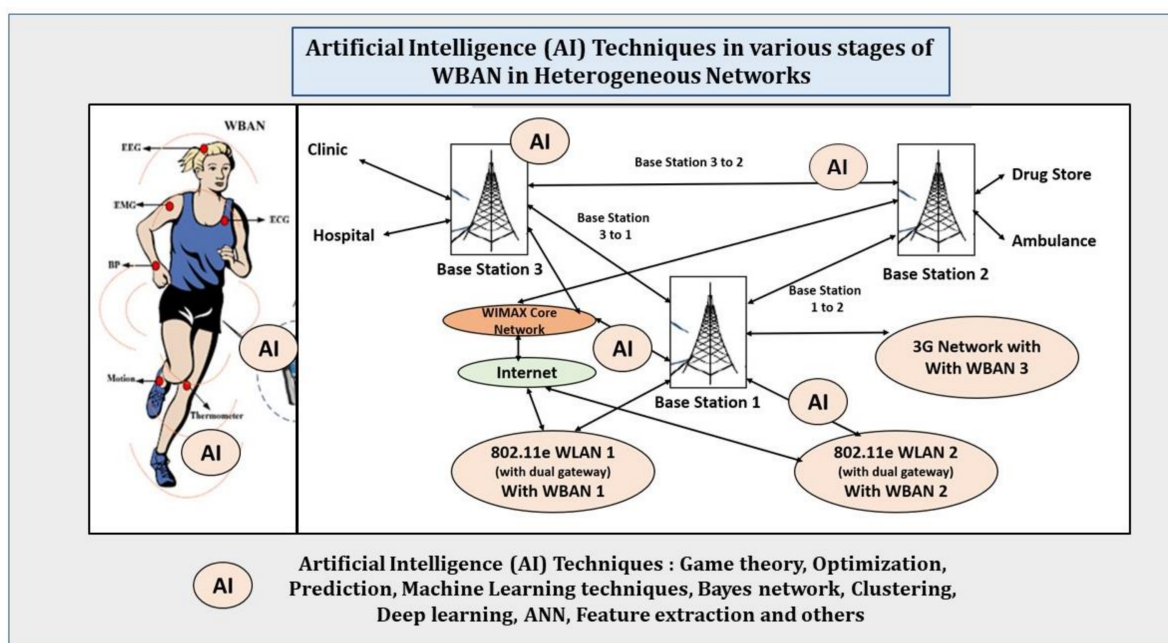 Artificial Intelligence (AI) Techniques in various stages of
WBAN in Heterogeneous Networks
WBAN
EEG
EMG
ECG
BP
AI
Motion
Thermometer
AI
Clinic
Hospital
AI
Base Station 3
Base Station 3 to 2
AI
Base Station
3 to 1
Drug Store
Ambulance
Base Station 2
Base Station
1 to 2
WIMAX Core
Network
AI
Internet
Base Station 1
3G Network with
With WBAN 3
AI
802.11e WLAN 1
(with dual gateway)
With WBAN 1
802.11e WLAN 2
(with dual gateway)
With WBAN 2
AI
Artificial Intelligence (AI) Techniques : Game theory, Optimization,
Prediction, Machine Learning techniques, Bayes network, Clustering,
Deep learning, ANN, Feature extraction and others